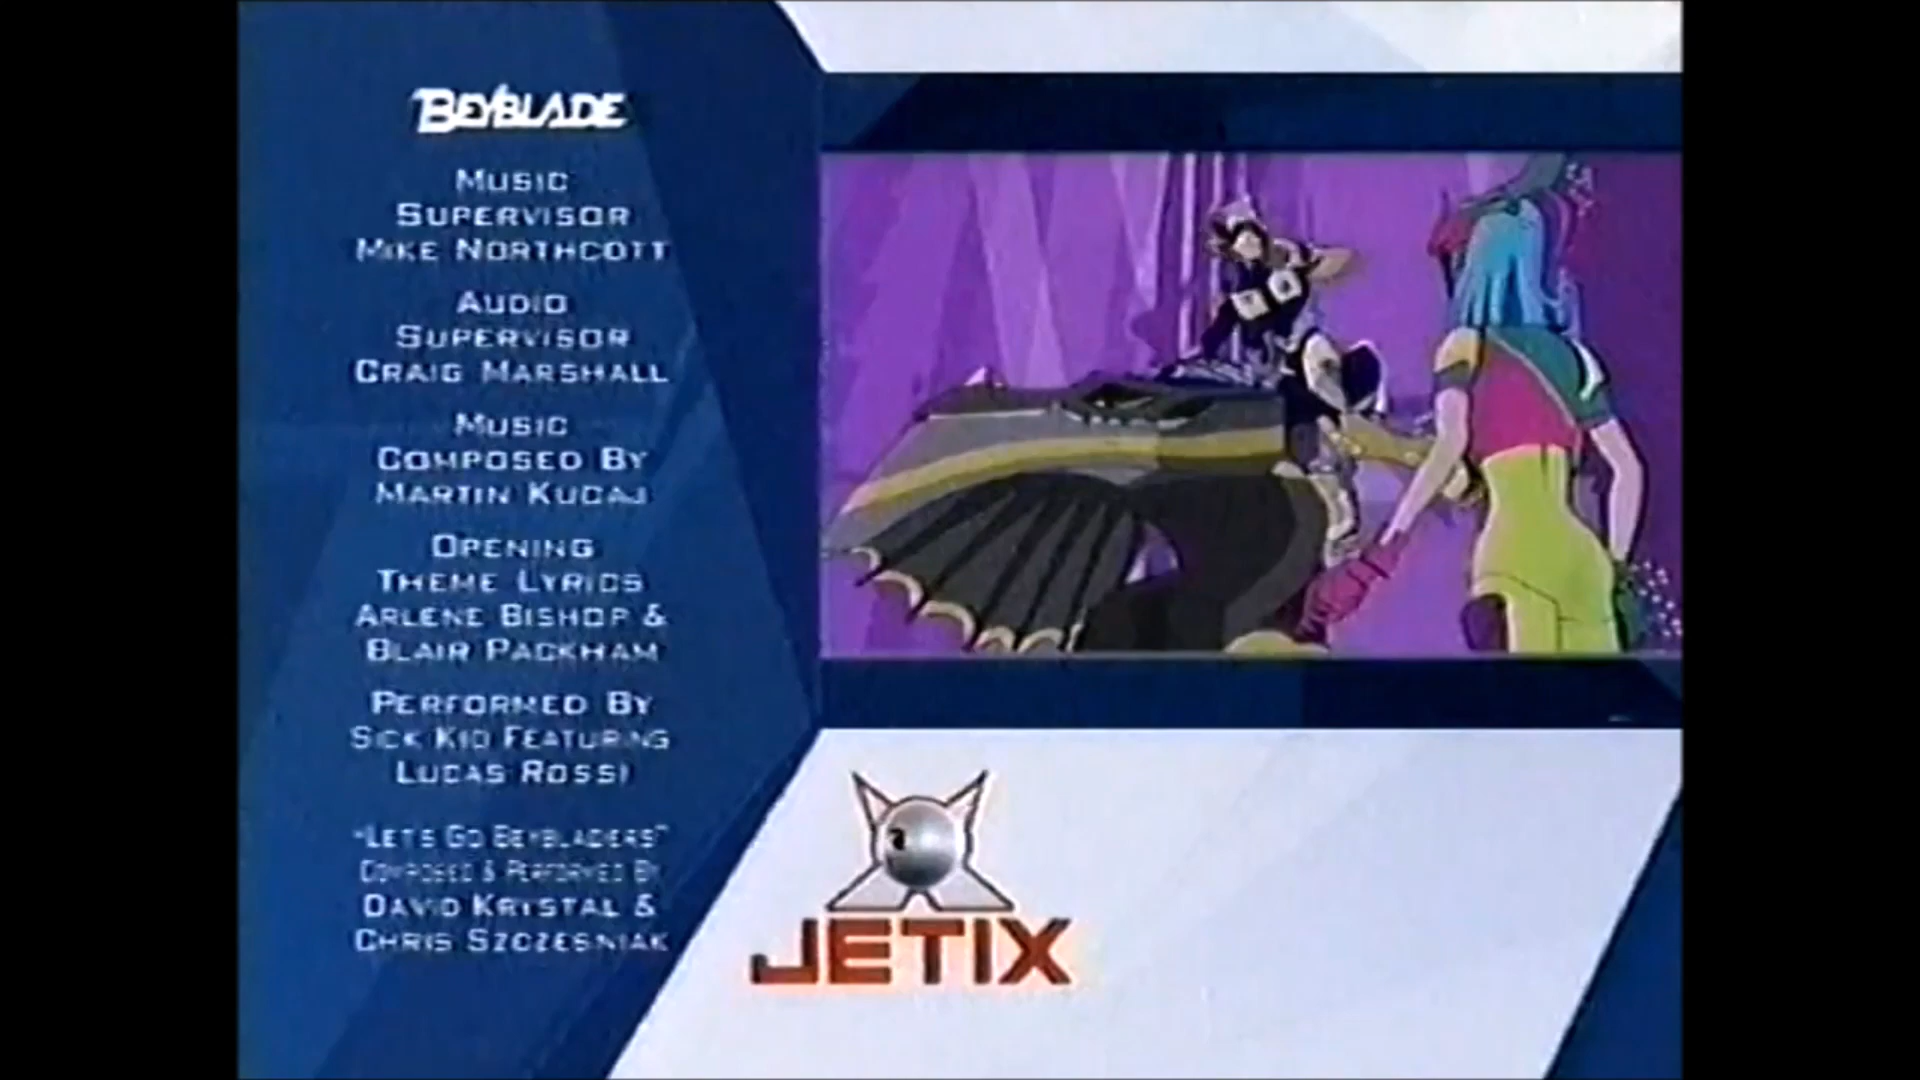 BEYBLADE
MUSIC
SUPERVISOR
MIKE NORTHCOTT
AUDIO
SUPERVISOR
CRAIG MARSHALL
MUSIC
COMPOSED BY
MARTIN KUCAJ
OPENING
THEME LYRICS
ARLENE BISHOP &
BLAIR PACKHAM
PERFORMED BY
SICK KID FEATURING
LUCAS ROSSI
"LET'S GO BEYBLADERS"
COMPOSED & PERFORMED BY
DAVID KRYSTAL &
CHRIS SZCZESNIAK
JETIX